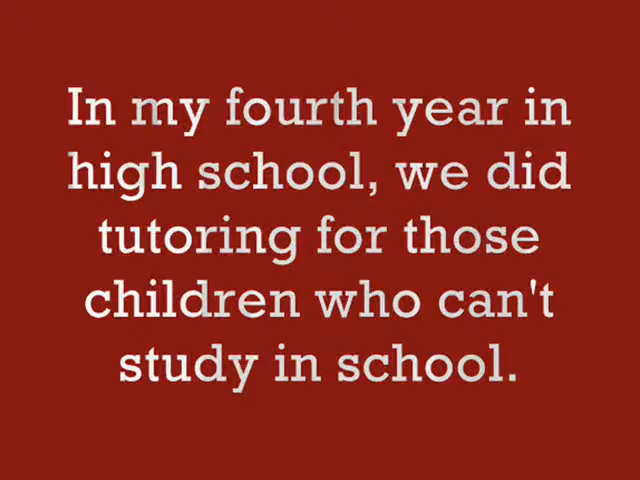 In my fourth year in
high school, we did
tutoring for those
children who can't
study in school.